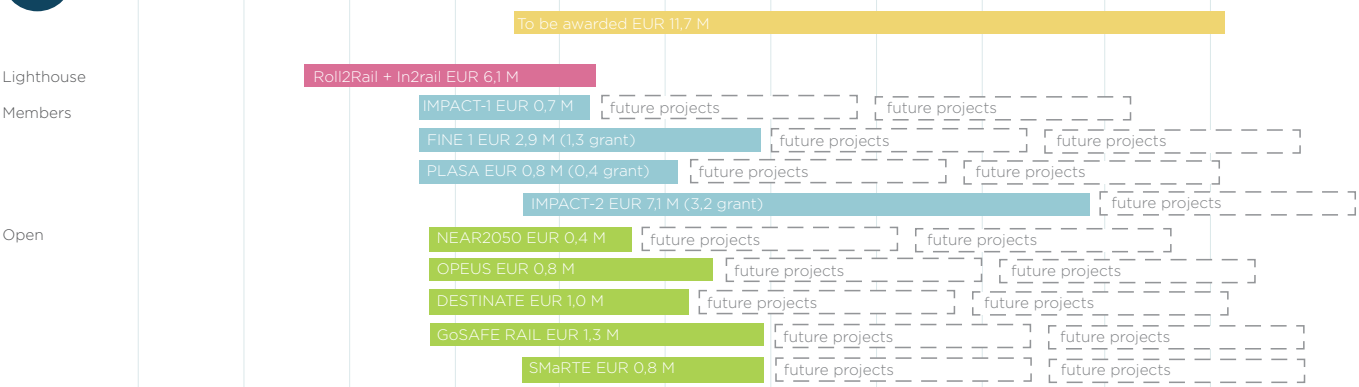 To be awarded EUR 11,7 M
Lighthouse
Roll2Rail + In2rail EUR 6,1 M
Members
IMPACT-1 EUR 0,7 M future projects future projects
FINE 1 EUR 2,9 M (1,3 grant) future projects future projects
PLASA EUR 0,8 M (0,4 grant) future projects future projects
IMPACT-2 EUR 7,1 M (3,2 grant) future projects
Open
NEAR2050 EUR 0,4 M future projects future projects
OPEUS EUR 0,8 M future projects future projects
DESTINATE EUR 1,0 M future projects future projects
GoSAFE RAIL EUR 1,3 M future projects future projects
SMaRTE EUR 0,8 M future projects future projects